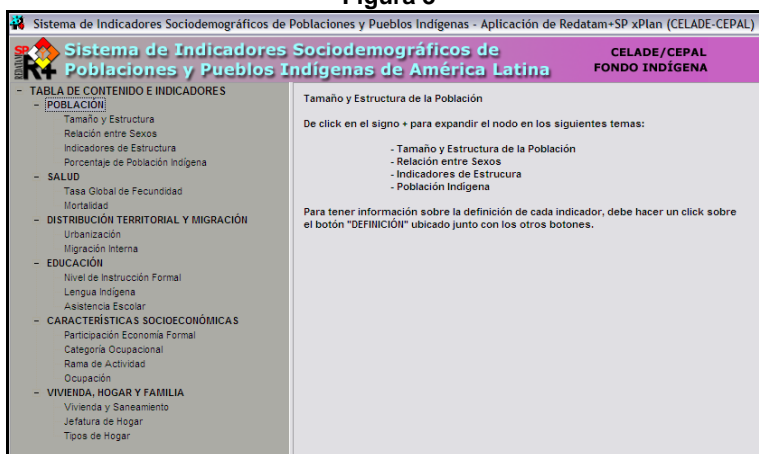 Figura 3
Sistema de Indicadores Sociodemográficos de Poblaciones y Pueblos Indígenas - Aplicación de Redatam+SP xPlan (CELADE-CEPAL)
REDATAM SP R+
Sistema de Indicadores Sociodemográficos de
Poblaciones y Pueblos Indígenas de América Latina
CELADE/CEPAL
FONDO INDÍGENA
- TABLA DE CONTENIDO E INDICADORES
- POBLACIÓN
Tamaño y Estructura
Relación entre Sexos
Indicadores de Estructura
Porcentaje de Población Indígena
- SALUD
Tasa Global de Fecundidad
Mortalidad
- DISTRIBUCIÓN TERRITORIAL Y MIGRACIÓN
Urbanización
Migración Interna
- EDUCACIÓN
Nivel de Instrucción Formal
Lengua Indígena
Asistencia Escolar
- CARACTERÍSTICAS SOCIOECONÓMICAS
Participación Economía Formal
Categoría Ocupacional
Rama de Actividad
Ocupación
- VIVIENDA, HOGAR Y FAMILIA
Vivienda y Saneamiento
Jefatura de Hogar
Tipos de Hogar
Tamaño y Estructura de la Población
De click en el signo + para expandir el nodo en los siguientes temas:
- Tamaño y Estructura de la Población
- Relación entre Sexos
- Indicadores de Estrucura
- Población Indígena
Para tener información sobre la definición de cada indicador, debe hacer un click sobre
el botón "DEFINICIÓN" ubicado junto con los otros botones.